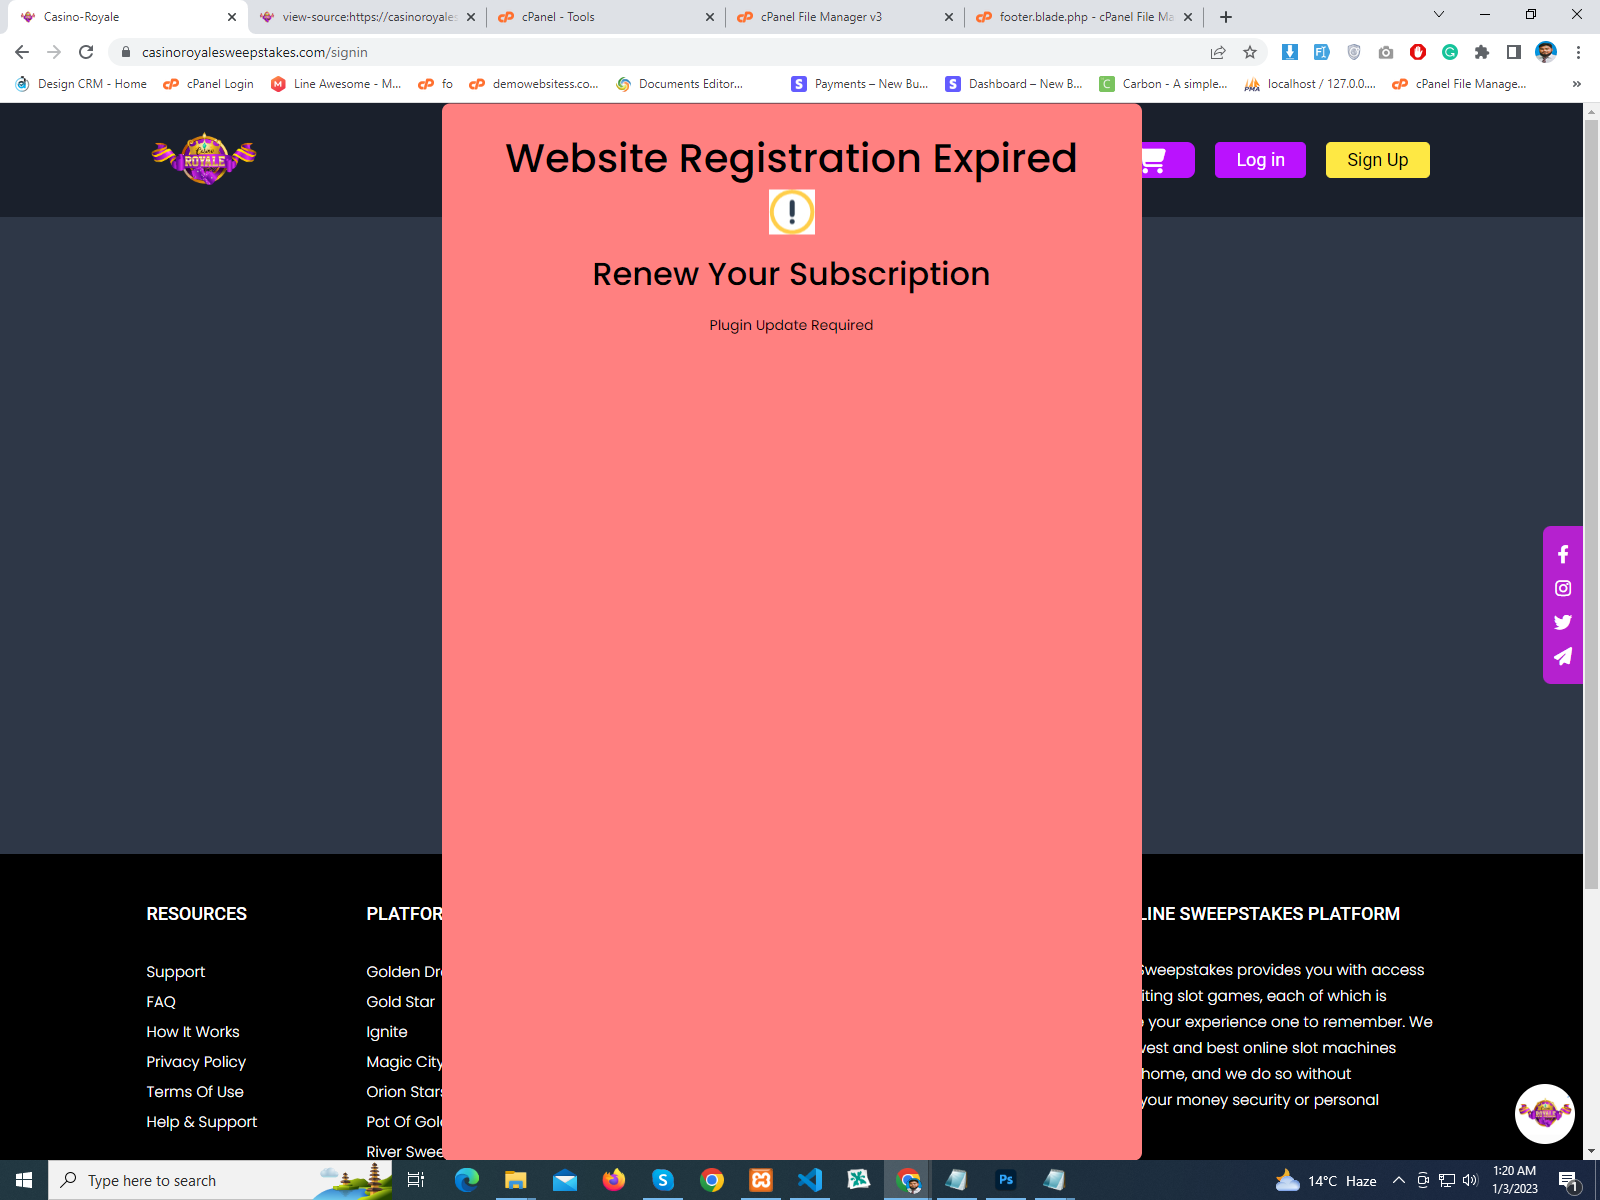 Casino-Royale
view-source:https://casinoroyales
cPanel - Tools
cPanel File Manager v3
footer.blade.php - cPanel File Ma
casinoroyalesweepstakes.com/signin
Design CRM - Home
cPanel Login
Line Awesome - M...
fo
demowebsitess.co...
Documents Editor...
Payments – New Bu...
Dashboard – New B...
Carbon - A simple...
localhost / 127.0.0....
cPanel File Manage...
»
ROYALE
Website Registration Expired
!
Renew Your Subscription
Plugin Update Required
Log in
Sign Up
RESOURCES
Support
FAQ
How It Works
Privacy Policy
Terms Of Use
Help & Support
PLATFOR
Golden Dr
Gold Star
Ignite
Magic City
Orion Stars
Pot Of Gol
River Swee
LINE SWEEPSTAKES PLATFORM
Sweepstakes provides you with access
iting slot games, each of which is
your experience one to remember. We
west and best online slot machines
home, and we do so without
your money security or personal
ROYALE
Type here to search
14°C Haze
1:20 AM
1/3/2023
1